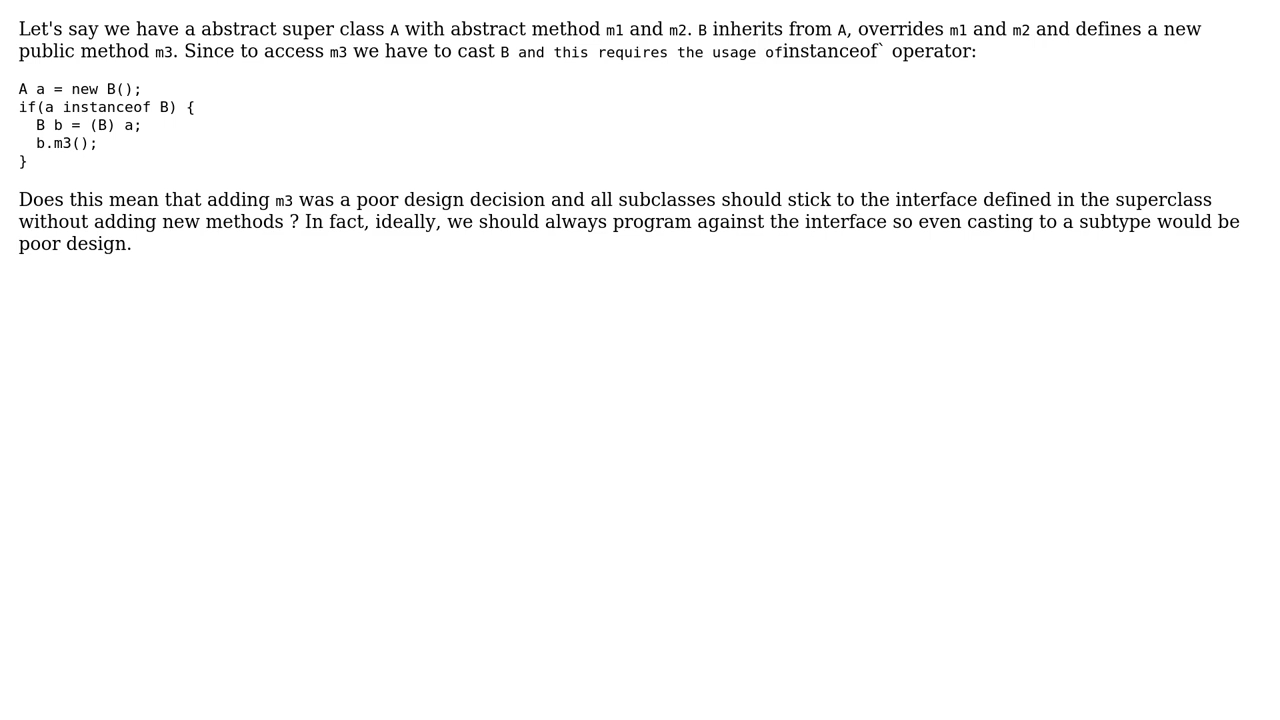 Let's say we have a abstract super class A with abstract method m1 and m2. B inherits from A, overrides m1 and m2 and defines a new
public method m3. Since to access m3 we have to cast B and this requires the usage ofinstanceof` operator:
A a = new B();
if(a instanceof B) {
  B b = (B) a;
  b.m3();
}
Does this mean that adding m3 was a poor design decision and all subclasses should stick to the interface defined in the superclass
without adding new methods ? In fact, ideally, we should always program against the interface so even casting to a subtype would be
poor design.